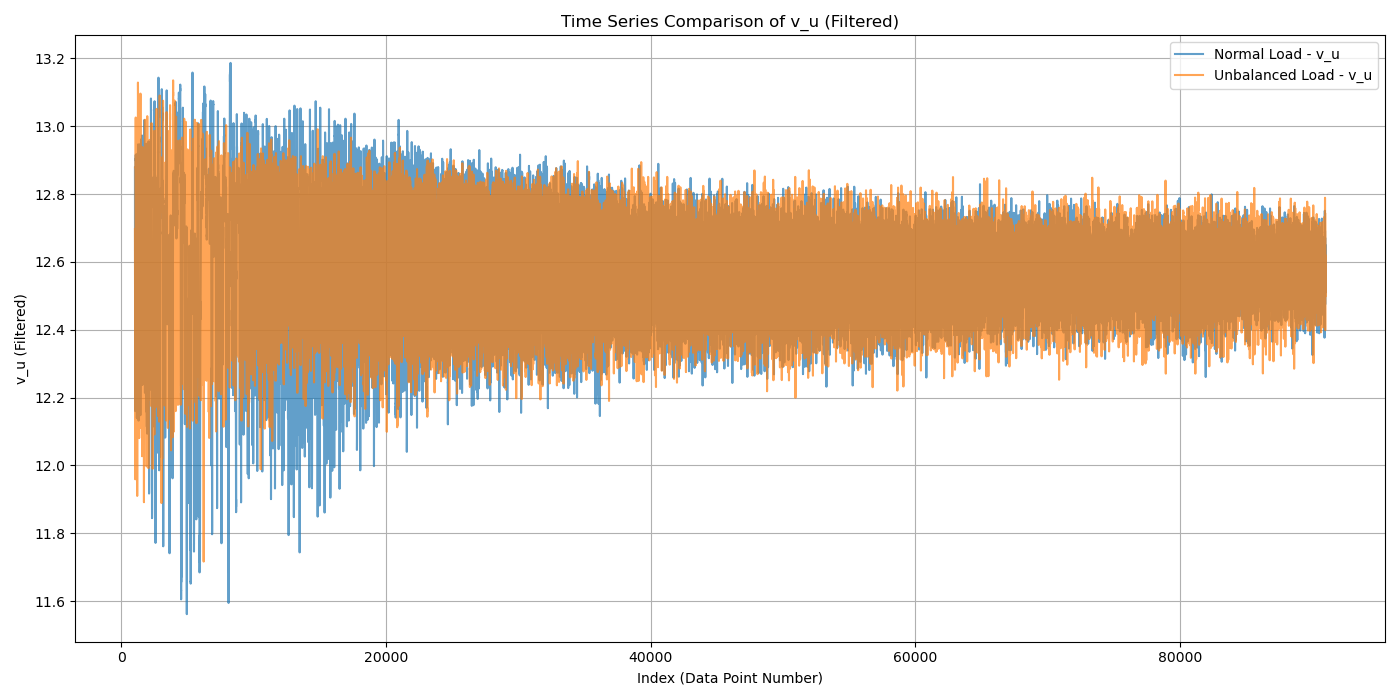 Time Series Comparison of v_u (Filtered)
Normal Load - v_u
Unbalanced Load - v_u
v_u (Filtered)
13.2
13.0
12.8
12.6
12.4
12.2
12.0
11.8
11.6
0 20000 40000 60000 80000
Index (Data Point Number)